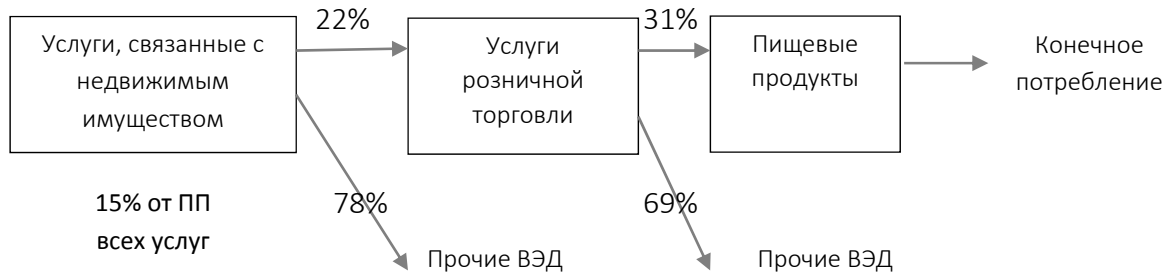 22%
31%
Услуги, связанные с
недвижимым
имуществом
Услуги
розничной
торговли
Пищевые
продукты
Конечное
потребление
15% от ПП
всех услуг
78%
69%
Прочие ВЭД
Прочие ВЭД